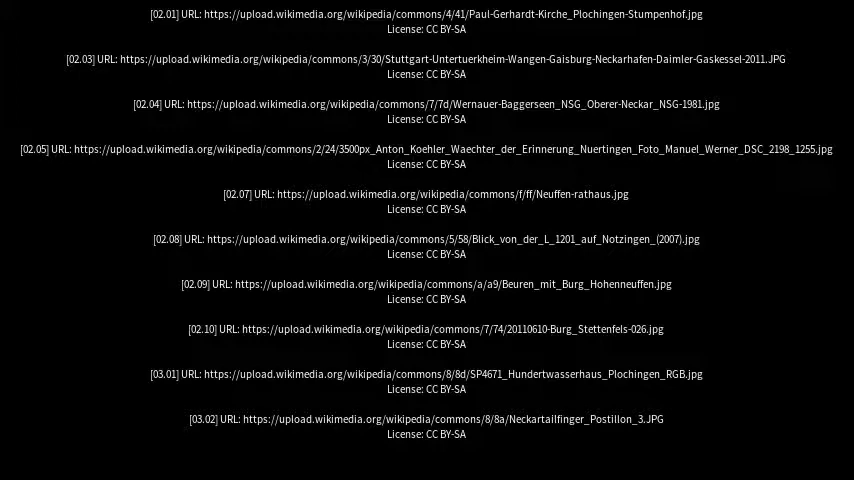 [02.01] URL: https://upload.wikimedia.org/wikipedia/commons/4/41/Paul-Gerhardt-Kirche_Plochingen-Stumpenhof.jpg
License: CC BY-SA
[02.03] URL: https://upload.wikimedia.org/wikipedia/commons/3/30/Stuttgart-Untertuerkheim-Wangen-Gaisburg-Neckarhafen-Daimler-Gaskessel-2011.JPG
License: CC BY-SA
[02.04] URL: https://upload.wikimedia.org/wikipedia/commons/7/7d/Wernauer-Baggerseen_NSG_Oberer-Neckar_NSG-1981.jpg
License: CC BY-SA
[02.05] URL: https://upload.wikimedia.org/wikipedia/commons/2/24/3500px_Anton_Koehler_Waechter_der_Erinnerung_Nuertingen_Foto_Manuel_Werner_DSC_2198_1255.jpg
License: CC BY-SA
[02.07] URL: https://upload.wikimedia.org/wikipedia/commons/f/ff/Neuffen-rathaus.jpg
License: CC BY-SA
[02.08] URL: https://upload.wikimedia.org/wikipedia/commons/5/58/Blick_von_der_L_1201_auf_Notzingen_(2007).jpg
License: CC BY-SA
[02.09] URL: https://upload.wikimedia.org/wikipedia/commons/a/a9/Beuren_mit_Burg_Hohenneuffen.jpg
License: CC BY-SA
[02.10] URL: https://upload.wikimedia.org/wikipedia/commons/7/74/20110610-Burg_Stettenfels-026.jpg
License: CC BY-SA
[03.01] URL: https://upload.wikimedia.org/wikipedia/commons/8/8d/SP4671_Hundertwasserhaus_Plochingen_RGB.jpg
License: CC BY-SA
[03.02] URL: https://upload.wikimedia.org/wikipedia/commons/8/8a/Neckartailfinger_Postillon_3.JPG
License: CC BY-SA